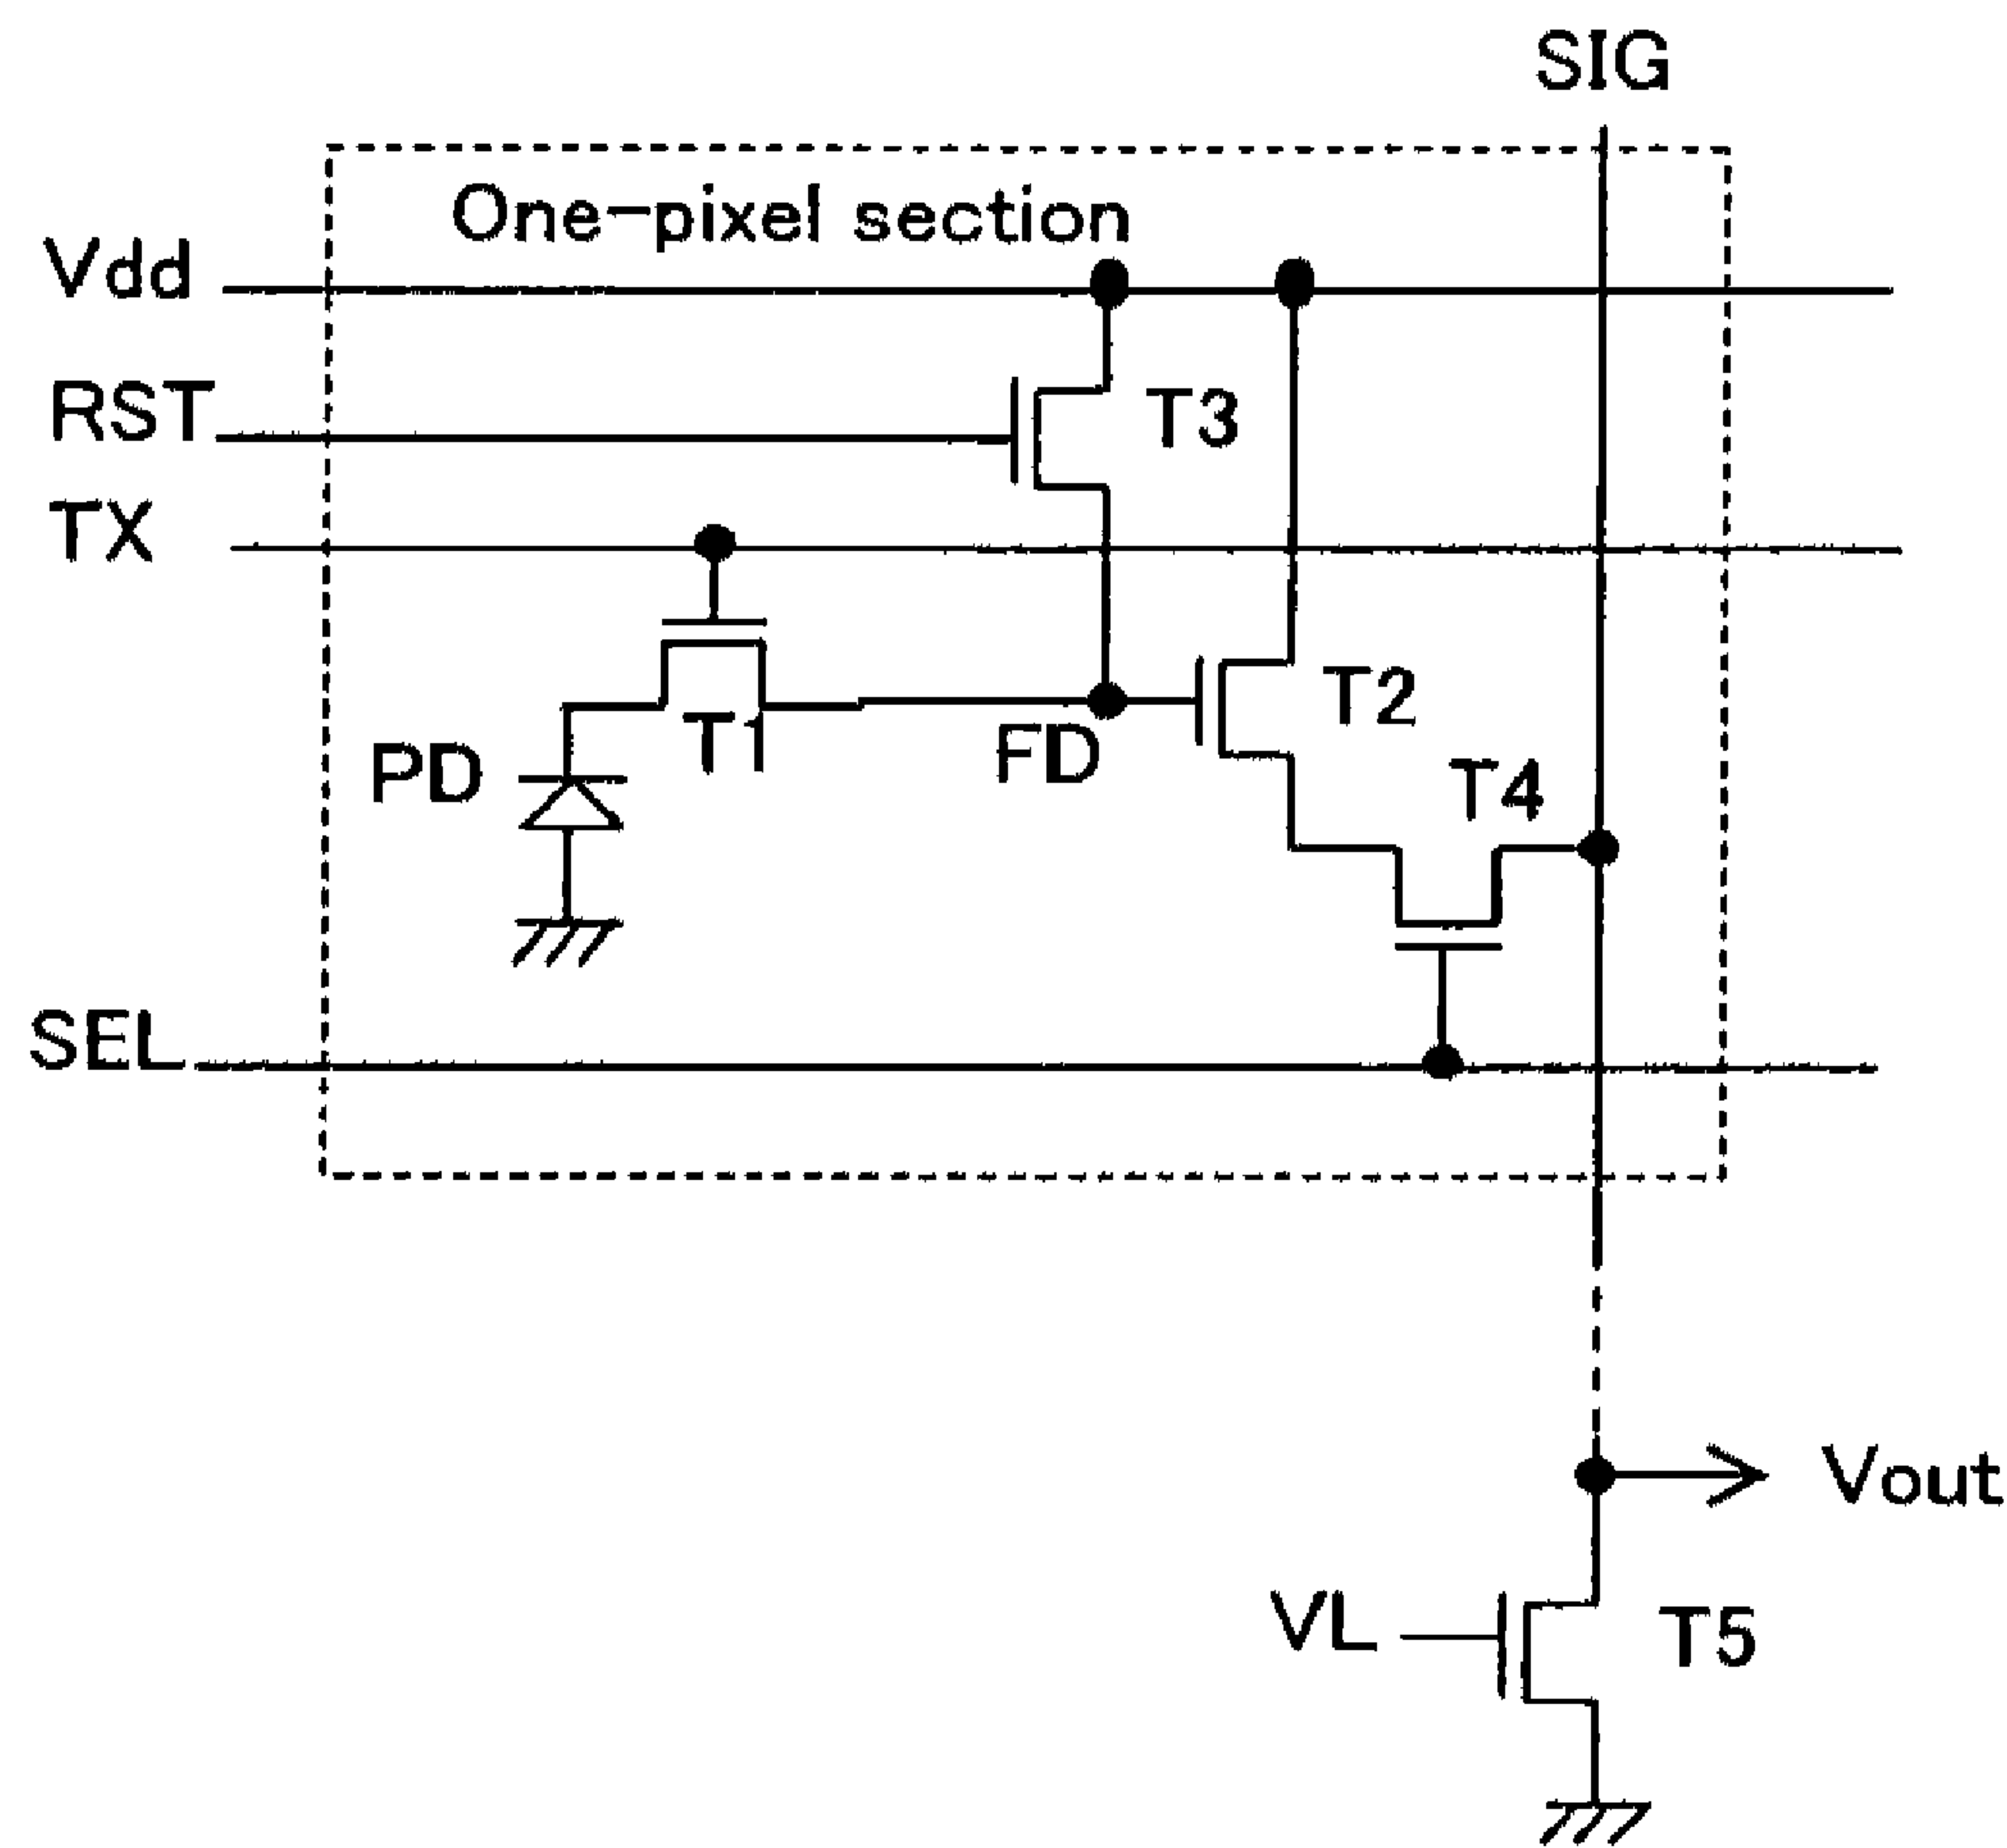 SIG
One-pixel section
Vdd
RST
T3
TX
T2
T1
FD
PD
T4
SEL
Vout
VL
T5